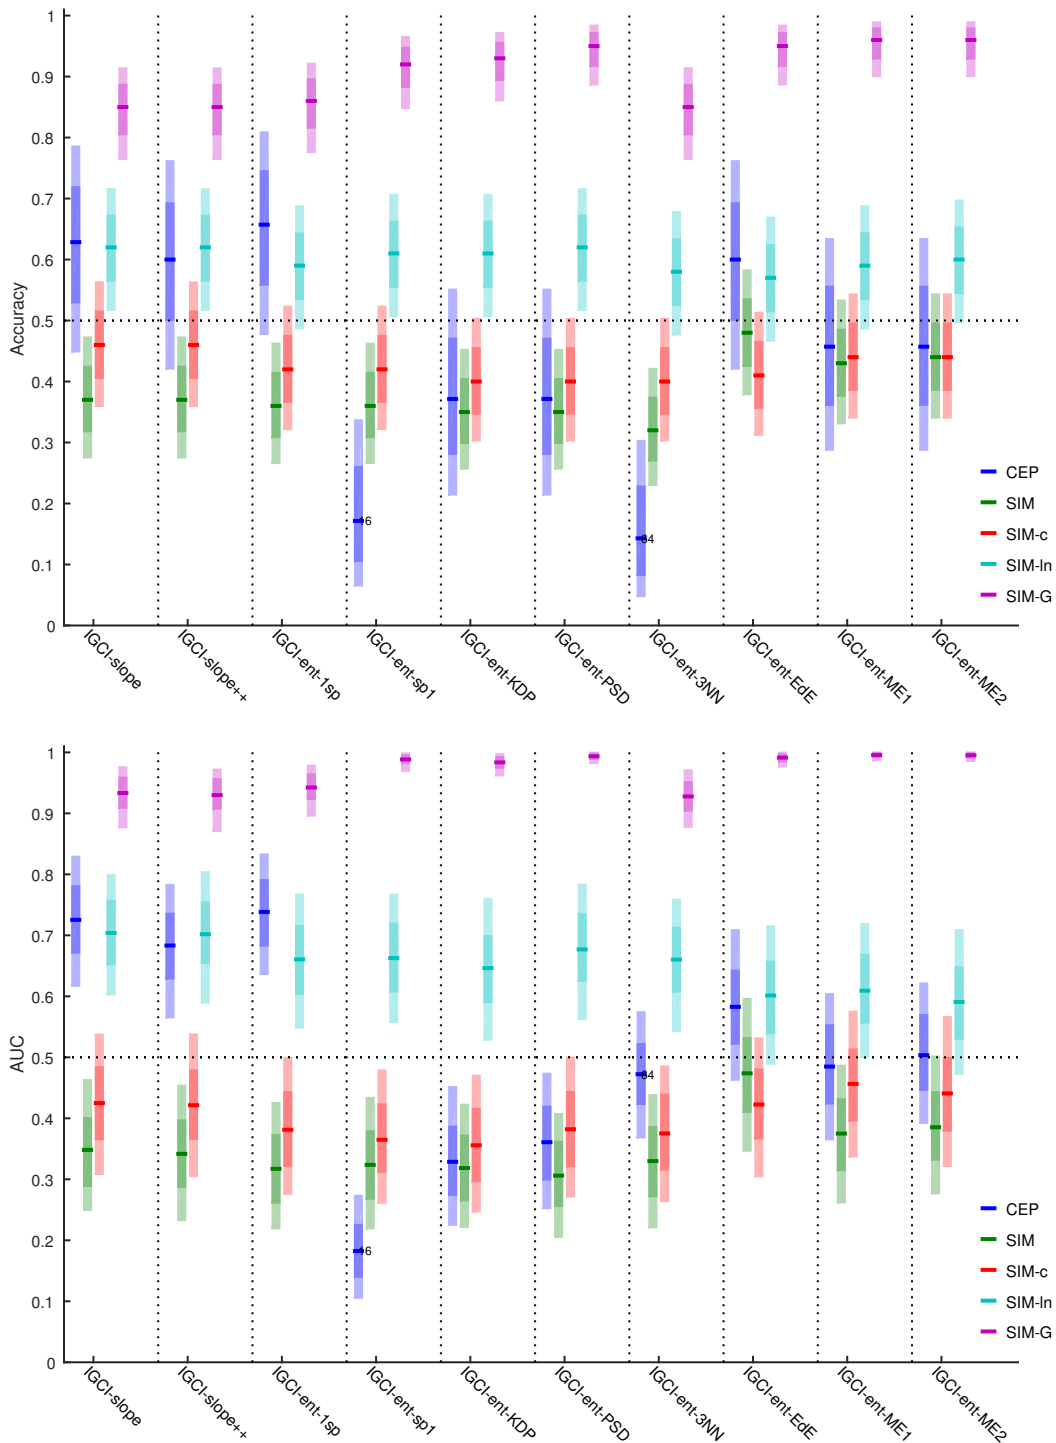 1
0.9
0.8
0.7
0.6
0.5
0.4
0.3
0.2
0.1
0
Accuracy
16
64
CEP
SIM
SIM-c
SIM-ln
SIM-G
IGCI-slope
IGCI-slope++
IGCI-ent-1sp
IGCI-ent-sp1
IGCI-ent-KDP
IGCI-ent-PSD
IGCI-ent-3NN
IGCI-ent-EdE
IGCI-ent-ME1
IGCI-ent-ME2
1
0.9
0.8
0.7
0.6
0.5
0.4
0.3
0.2
0.1
0
AUC
64
16
CEP
SIM
SIM-c
SIM-ln
SIM-G
IGCI-slope
IGCI-slope++
IGCI-ent-1sp
IGCI-ent-sp1
IGCI-ent-KDP
IGCI-ent-PSD
IGCI-ent-3NN
IGCI-ent-EdE
IGCI-ent-ME1
IGCI-ent-ME2